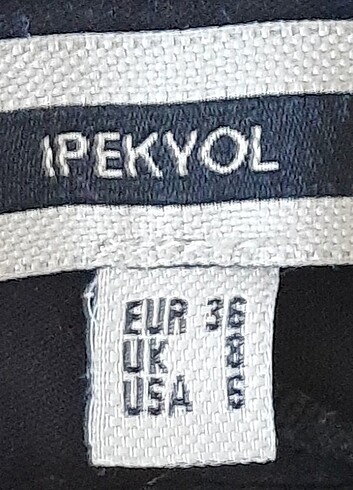 IPEKYOL
EUR 36
UK 8
USA 6